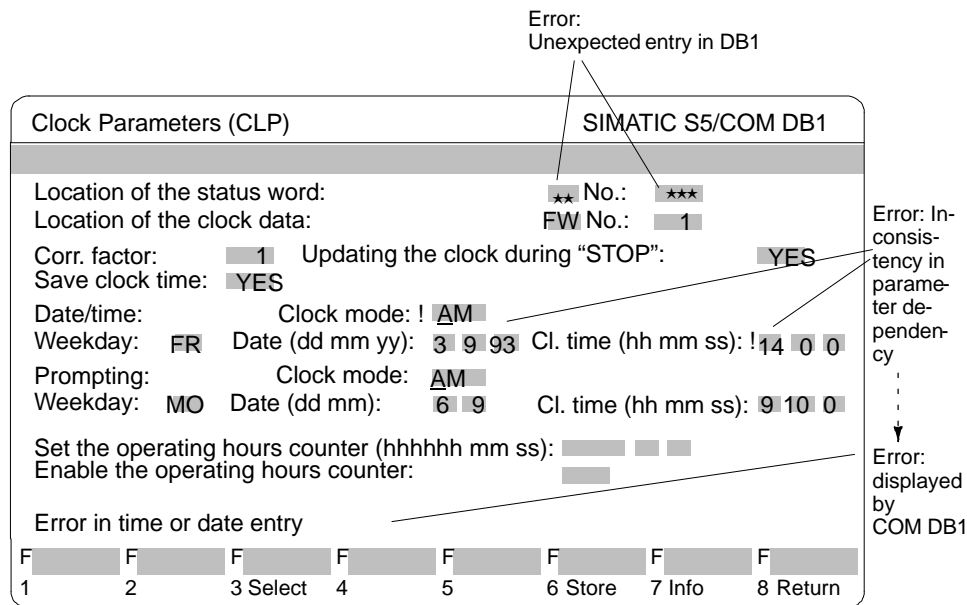 Error:
Unexpected entry in DB1
Clock Parameters (CLP) SIMATIC S5/COM DB1
Location of the status word: ★★ No.: ★★★
Location of the clock data: FW No.: 1
Corr. factor: 1 Updating the clock during “STOP”: YES
Save clock time: YES
Date/time: Clock mode: ! AM
Weekday: FR Date (dd mm yy): 3 9 93 Cl. time (hh mm ss): ! 14 0 0
Prompting: Clock mode: AM
Weekday: MO Date (dd mm): 6 9 Cl. time (hh mm ss): 9 10 0
Set the operating hours counter (hhhhhh mm ss):
Enable the operating hours counter:
Error in time or date entry
F F F F F F F F
1 2 3 Select 4 5 6 Store 7 Info 8 Return
Error: In-
consis-
tency in
parame-
ter de-
penden-
cy
Error:
displayed
by
COM DB1